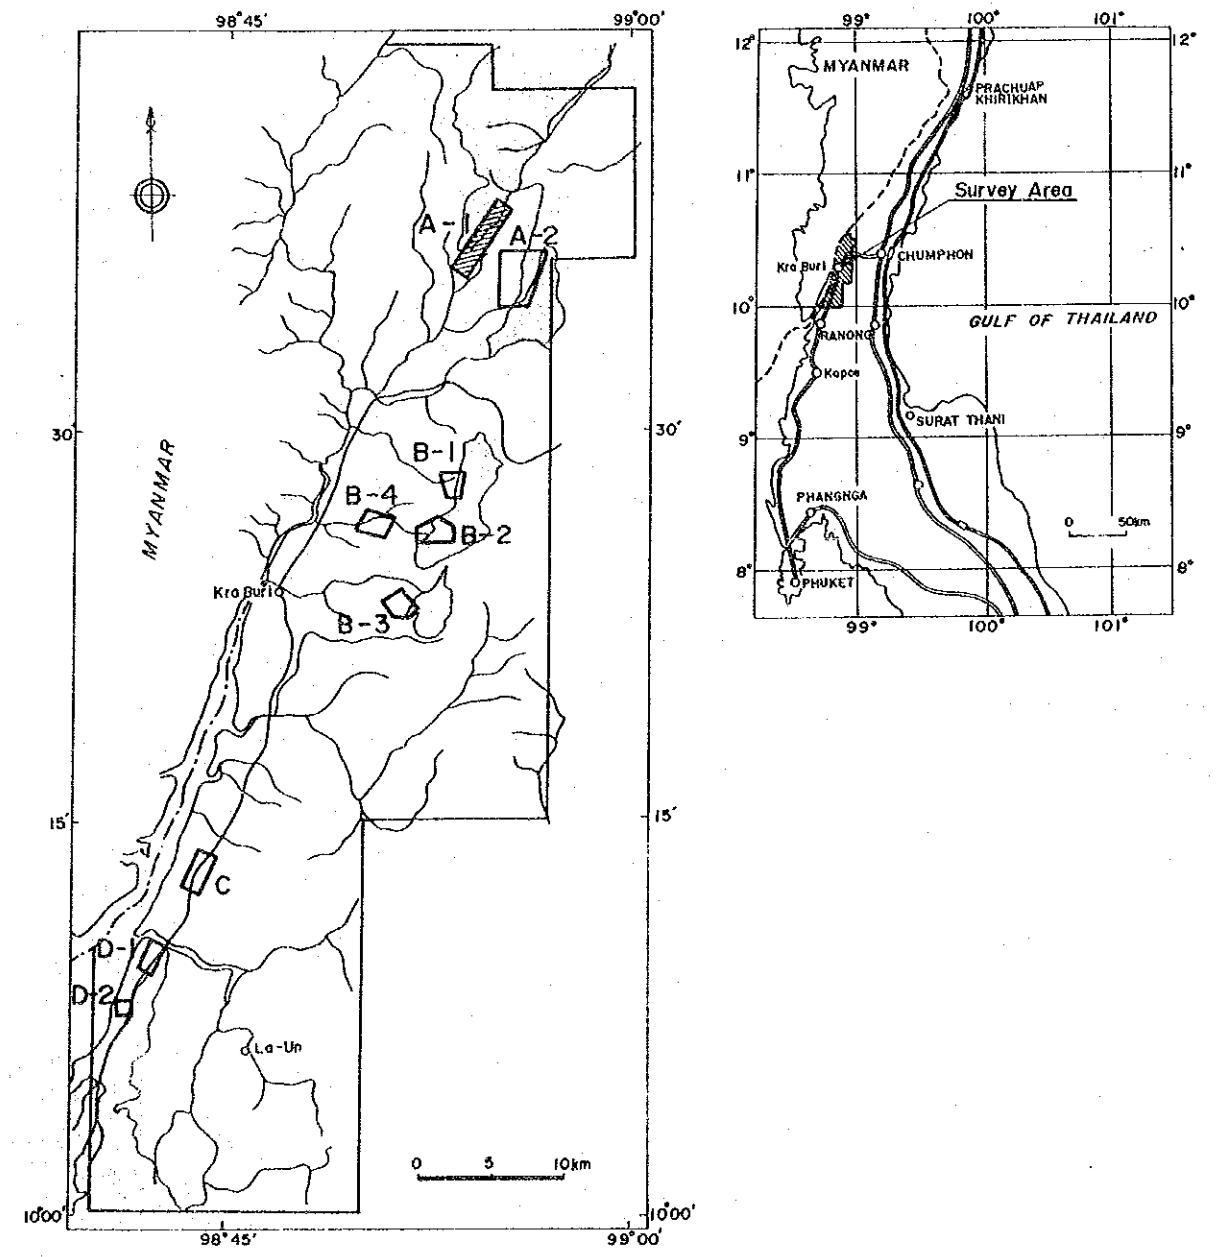 98°45'
99°00'
A-1
A-2
30'
30'
MYANMAR
B-1
B-4
B-2
Kra Buri
B-3
15'
15'
C
D-1
D-2
La-Un
0 5 10km
10°00'
10°00'
98°45'
99°00'
99° 100° 101°
12°
12°
MYANMAR
PRACHUAP
KHIRIKHAN
11°
11°
Survey Area
Kra Buri
CHUMPHON
10°
10°
GULF OF THAILAND
RANONG
Kapoe
SURAT THANI
9°
9°
PHANGNGA
0 50km
8°
8°
PHUKET
99° 100° 101°